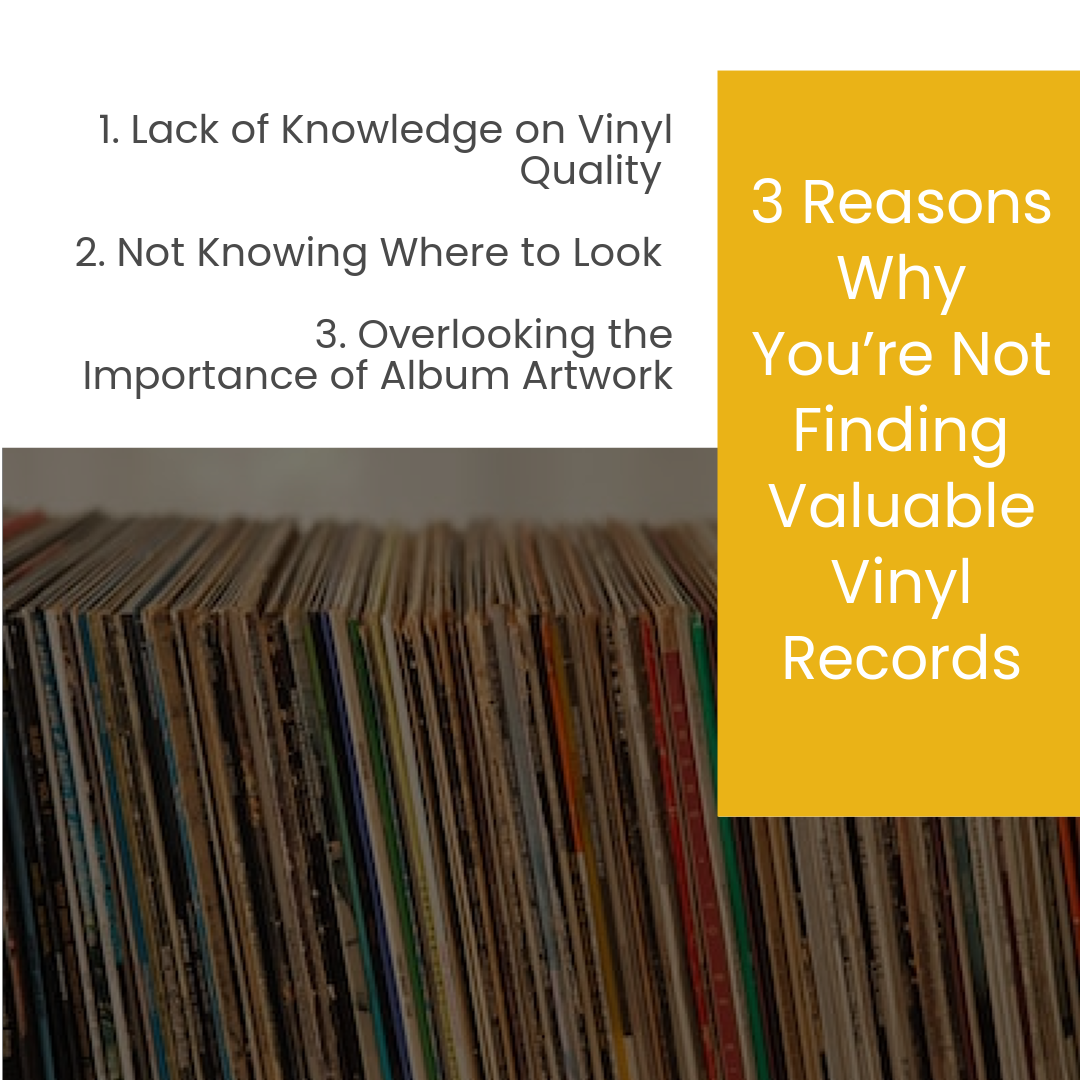 1. Lack of Knowledge on Vinyl
Quality
2. Not Knowing Where to Look
3. Overlooking the
Importance of Album Artwork
3 Reasons
Why
You’re Not
Finding
Valuable
Vinyl
Records